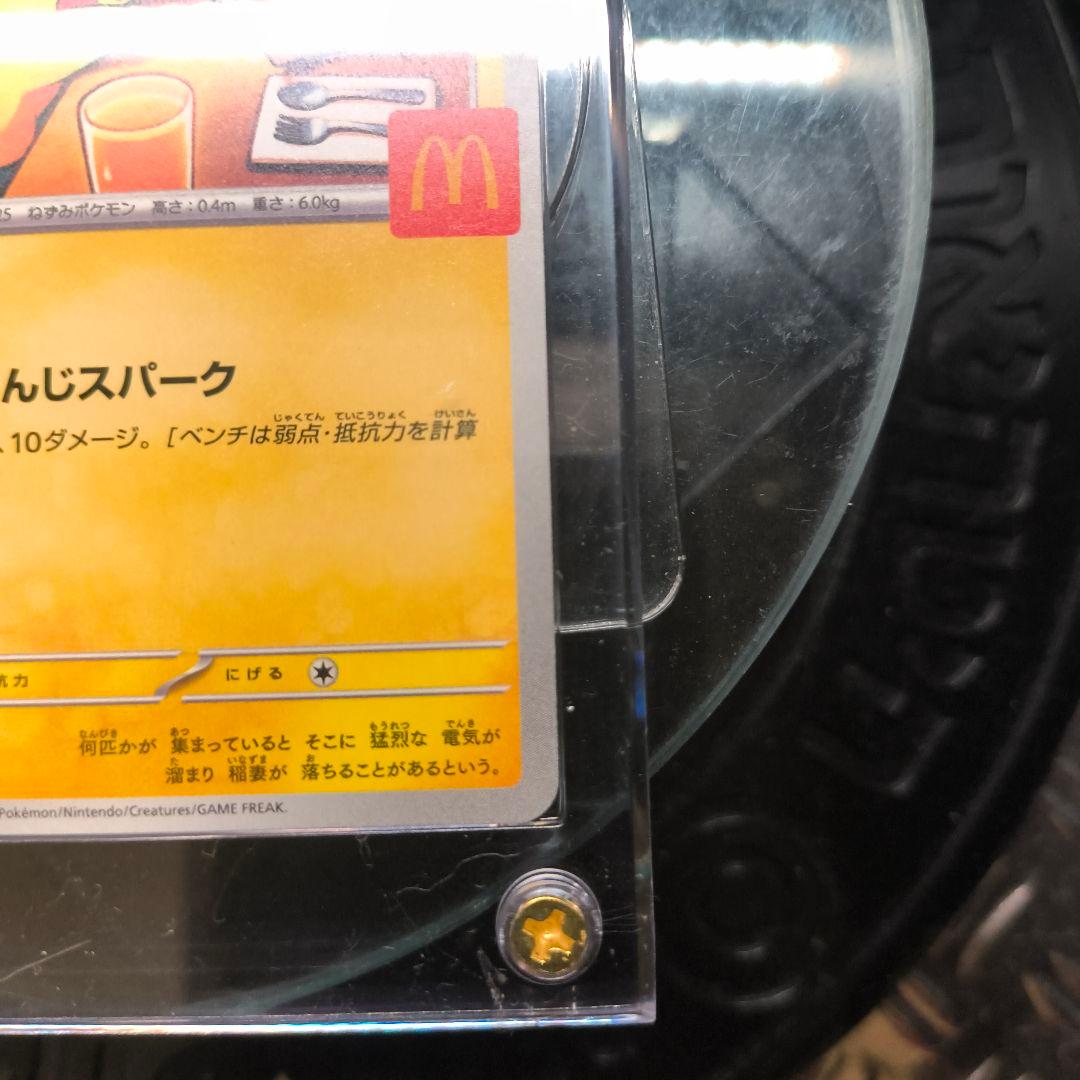 25 ねずみポケモン 高さ：0.4m 重さ：6.0kg
んじスパーク
、10ダメージ。［ベンチは弱点・抵抗力を計算
抗力 にげる
何匹かが 集まっていると そこに 猛烈な 電気が
溜まり 稲妻が 落ちることがあるという。
Pokémon/Nintendo/Creatures/GAME FREAK.